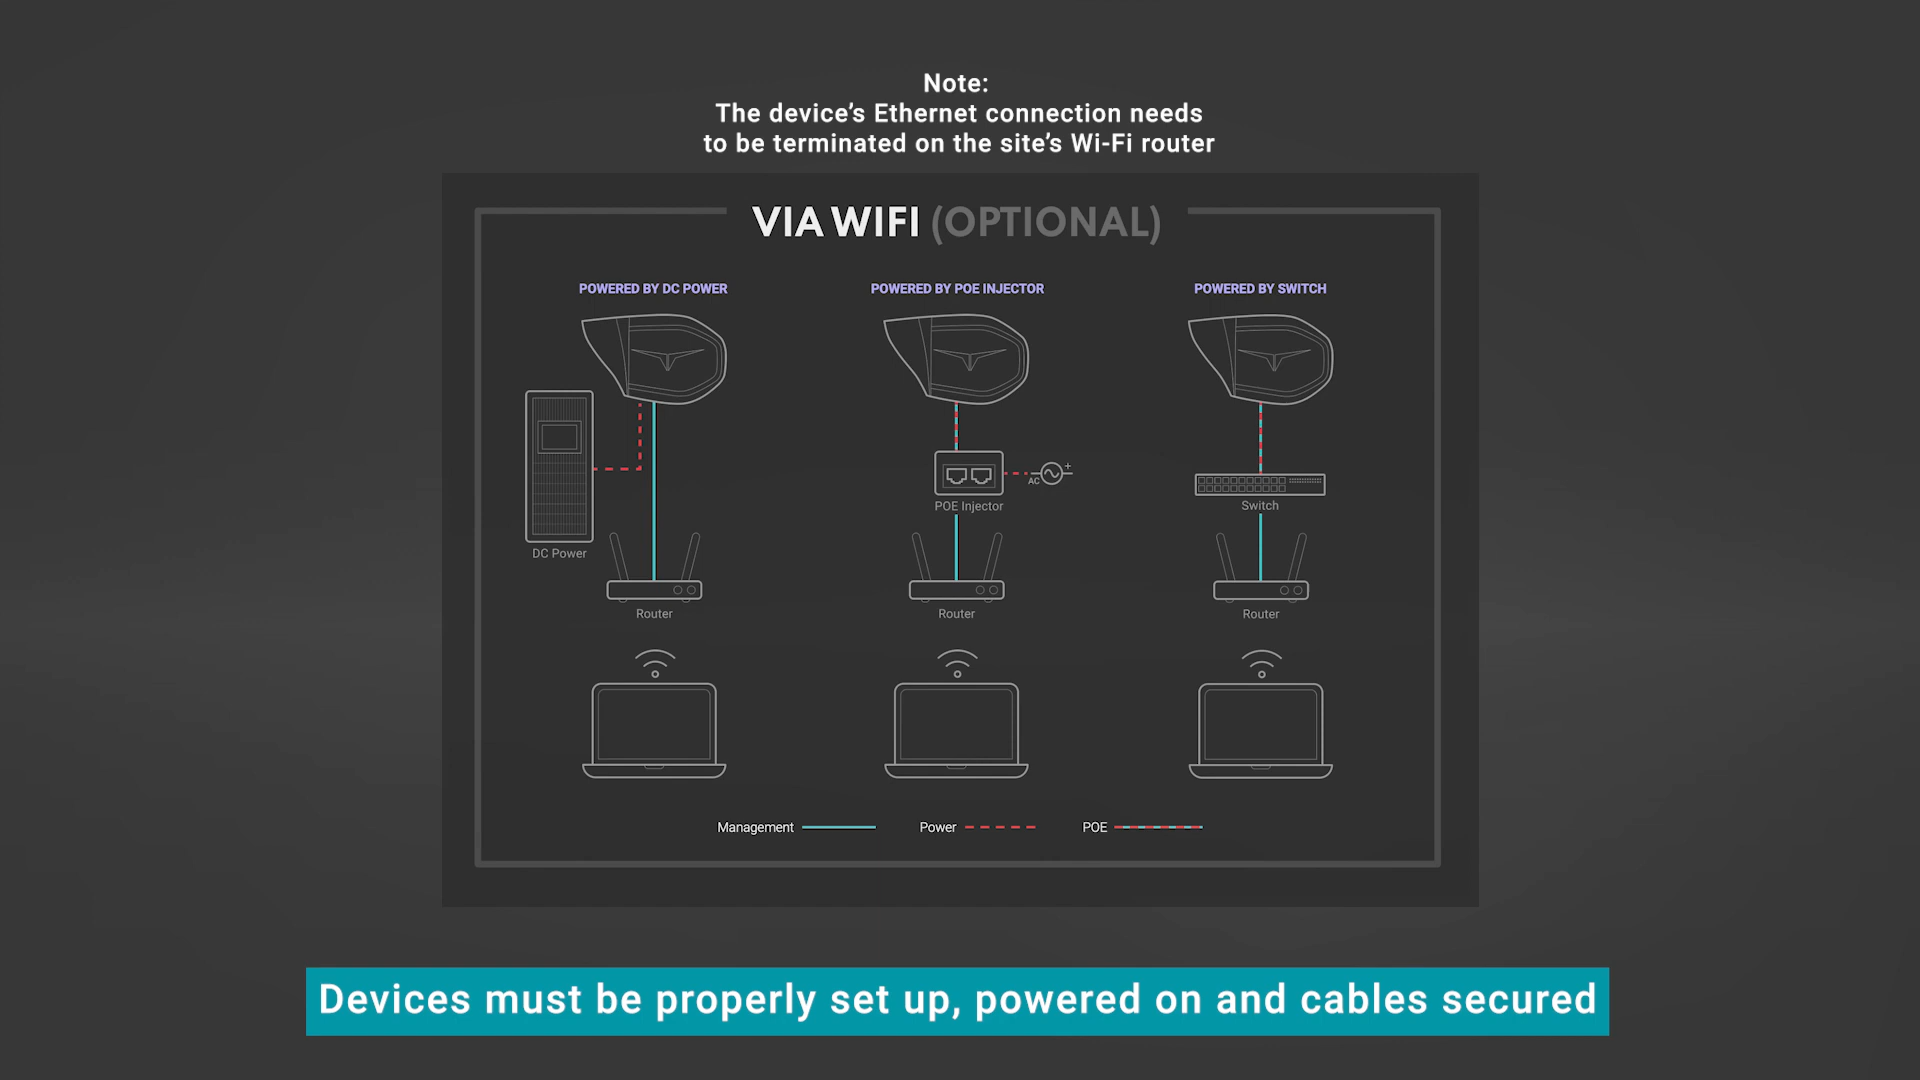 Note:
The device’s Ethernet connection needs
to be terminated on the site’s Wi-Fi router
VIA WIFI (OPTIONAL)
POWERED BY DC POWER
POWERED BY POE INJECTOR
POWERED BY SWITCH
AC
+
POE Injector
Switch
DC Power
Router
Router
Router
Management
Power
POE
Devices must be properly set up, powered on and cables secured